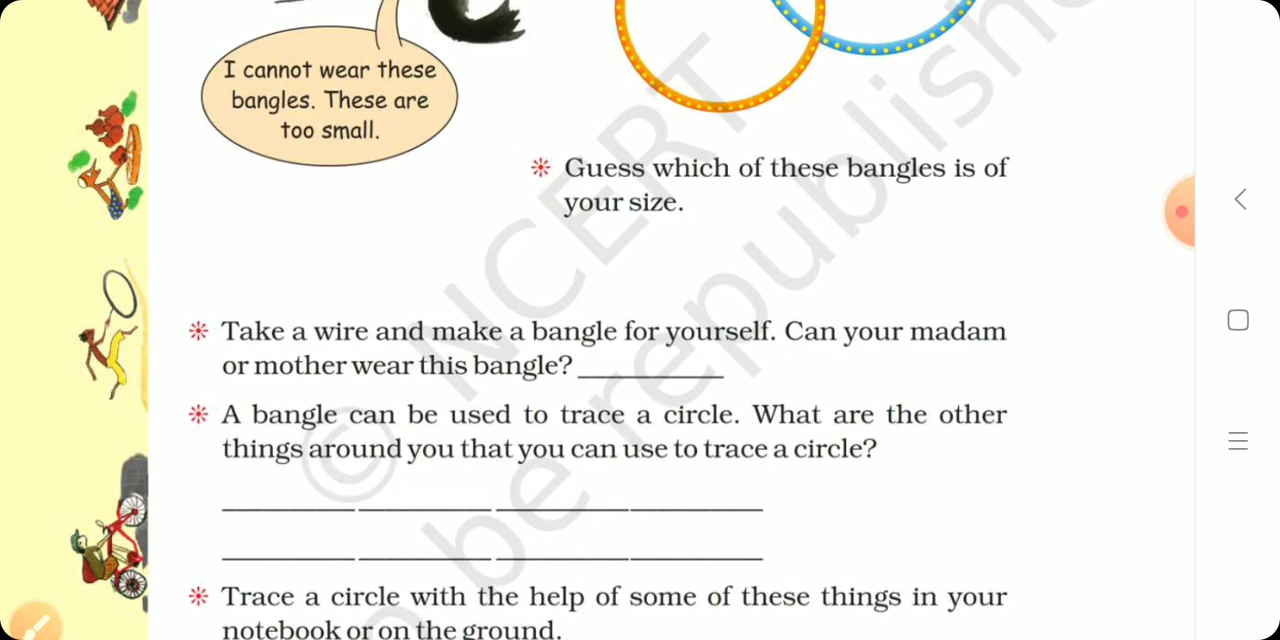 I cannot wear these
bangles. These are
too small.
Guess which of these bangles is of
your size.
Take a wire and make a bangle for yourself. Can your madam
or mother wear this bangle?
A bangle can be used to trace a circle. What are the other
things around you that you can use to trace a circle?
Trace a circle with the help of some of these things in your
notebook or on the ground.
© NCERT
be republishe